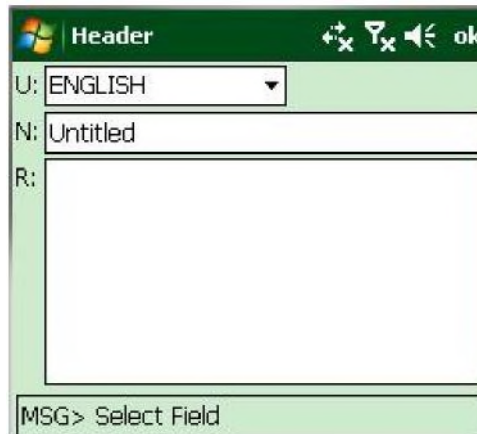 Header ok
U: ENGLISH
N: Untitled
R:
MSG> Select Field